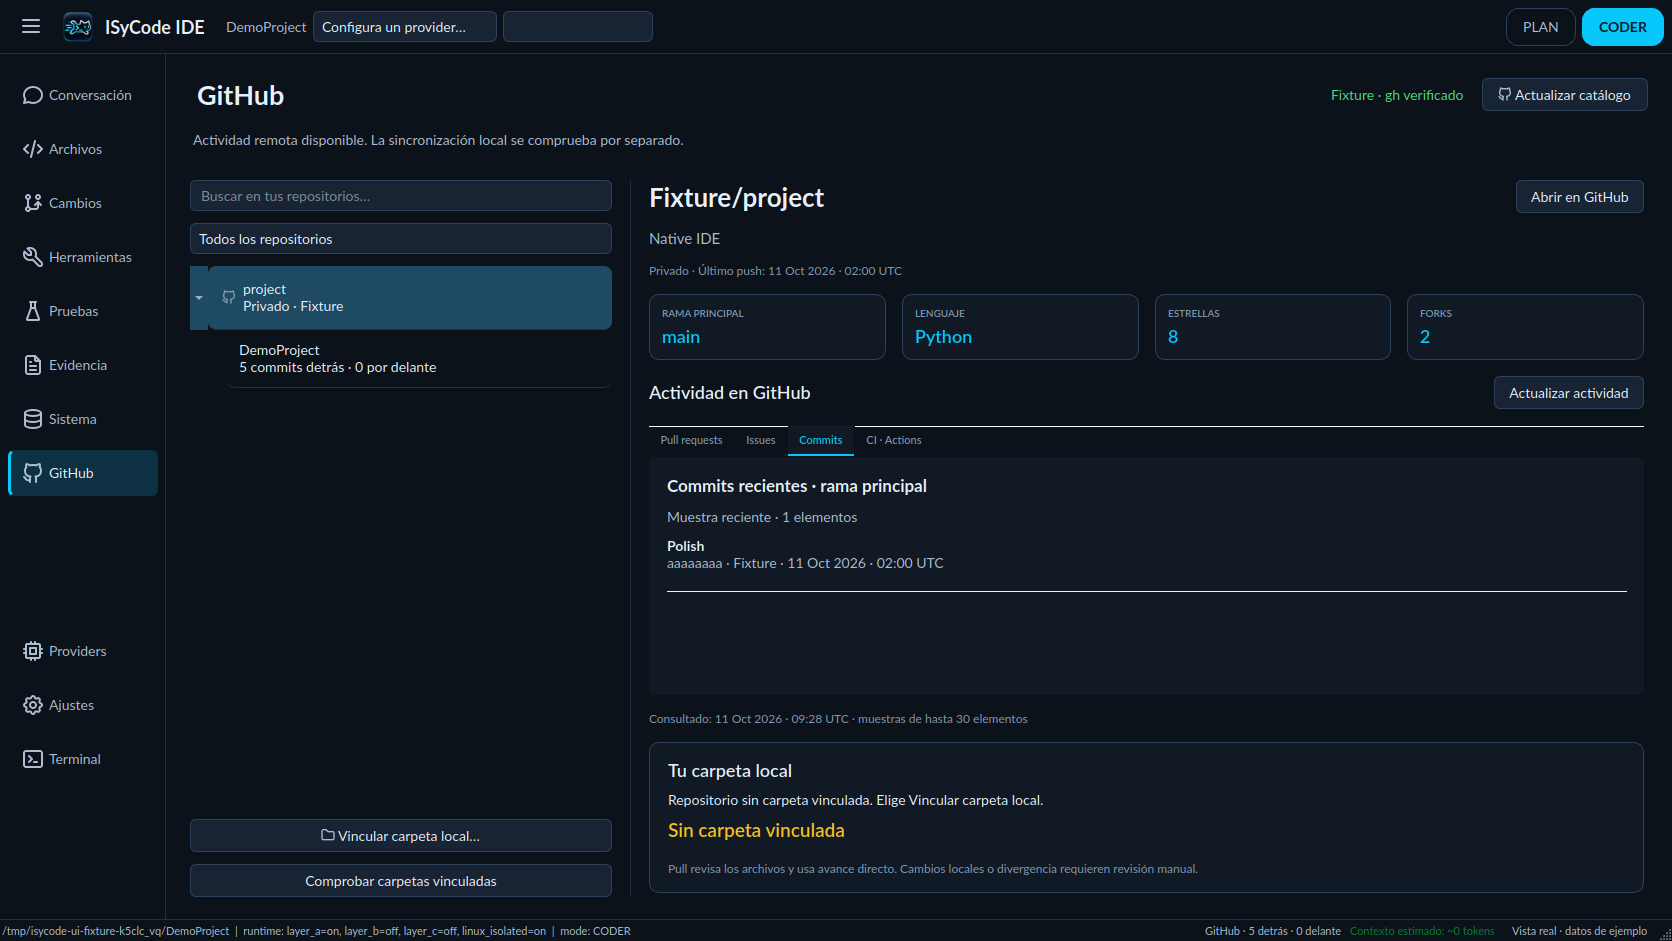 ISyCode IDE
DemoProject
Configura un provider...
PLAN
CODER
Conversación
Archivos
Cambios
Herramientas
Pruebas
Evidencia
Sistema
GitHub
Providers
Ajustes
Terminal
GitHub
Fixture · gh verificado
Actualizar catálogo
Actividad remota disponible. La sincronización local se comprueba por separado.
Buscar en tus repositorios...
Todos los repositorios
project
Privado · Fixture
DemoProject
5 commits detrás · 0 por delante
Vincular carpeta local...
Comprobar carpetas vinculadas
Fixture/project
Abrir en GitHub
Native IDE
Privado · Último push: 11 Oct 2026 · 02:00 UTC
RAMA PRINCIPAL
main
LENGUAJE
Python
ESTRELLAS
8
FORKS
2
Actividad en GitHub
Actualizar actividad
Pull requests
Issues
Commits
CI · Actions
Commits recientes · rama principal
Muestra reciente · 1 elementos
Polish
aaaaaaaa · Fixture · 11 Oct 2026 · 02:00 UTC
Consultado: 11 Oct 2026 · 09:28 UTC · muestras de hasta 30 elementos
Tu carpeta local
Repositorio sin carpeta vinculada. Elige Vincular carpeta local.
Sin carpeta vinculada
Pull revisa los archivos y usa avance directo. Cambios locales o divergencia requieren revisión manual.
/tmp/isycode-ui-fixture-k5clc_vq/DemoProject | runtime: layer_a=on, layer_b=off, layer_c=off, linux_isolated=on | mode: CODER
GitHub · 5 detrás · 0 delante
Contexto estimado: ~0 tokens
Vista real · datos de ejemplo